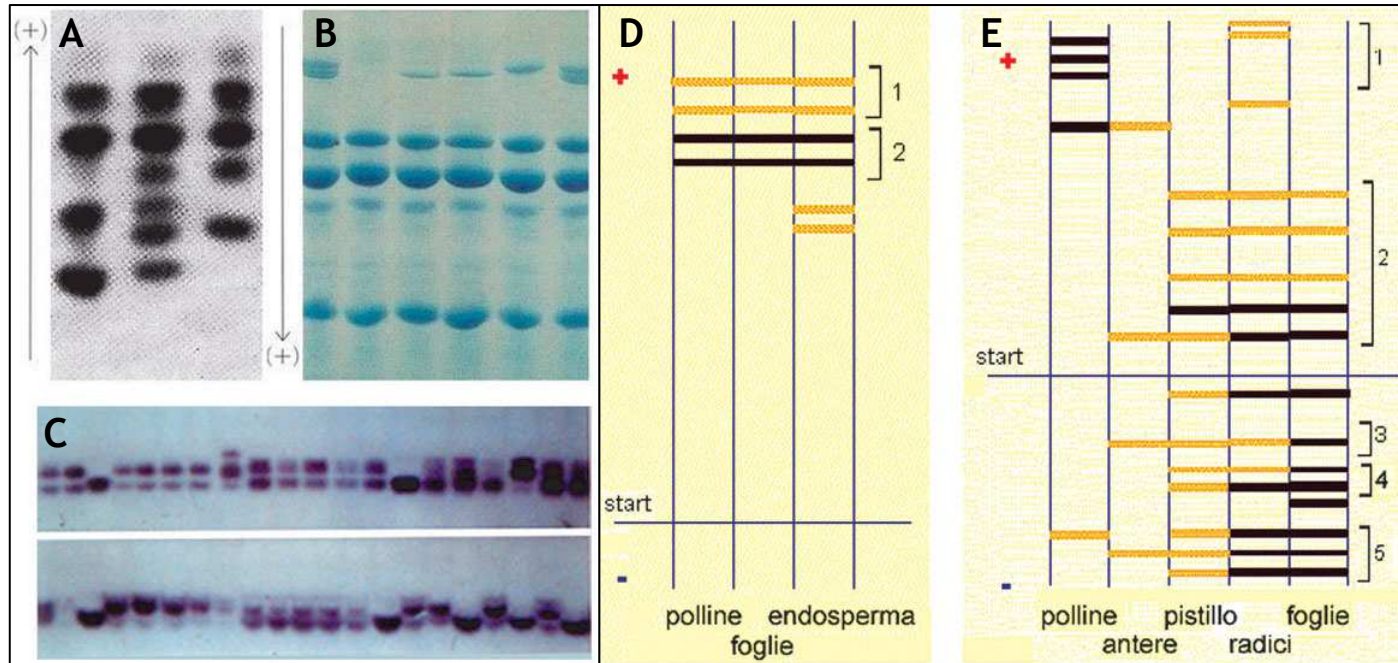 A
(+)
B
(+)
C
D
+
1
2
start
-
polline endosperma
foglie
E
+
1
2
start
3
4
5
-
polline pistillo foglie
antere radici